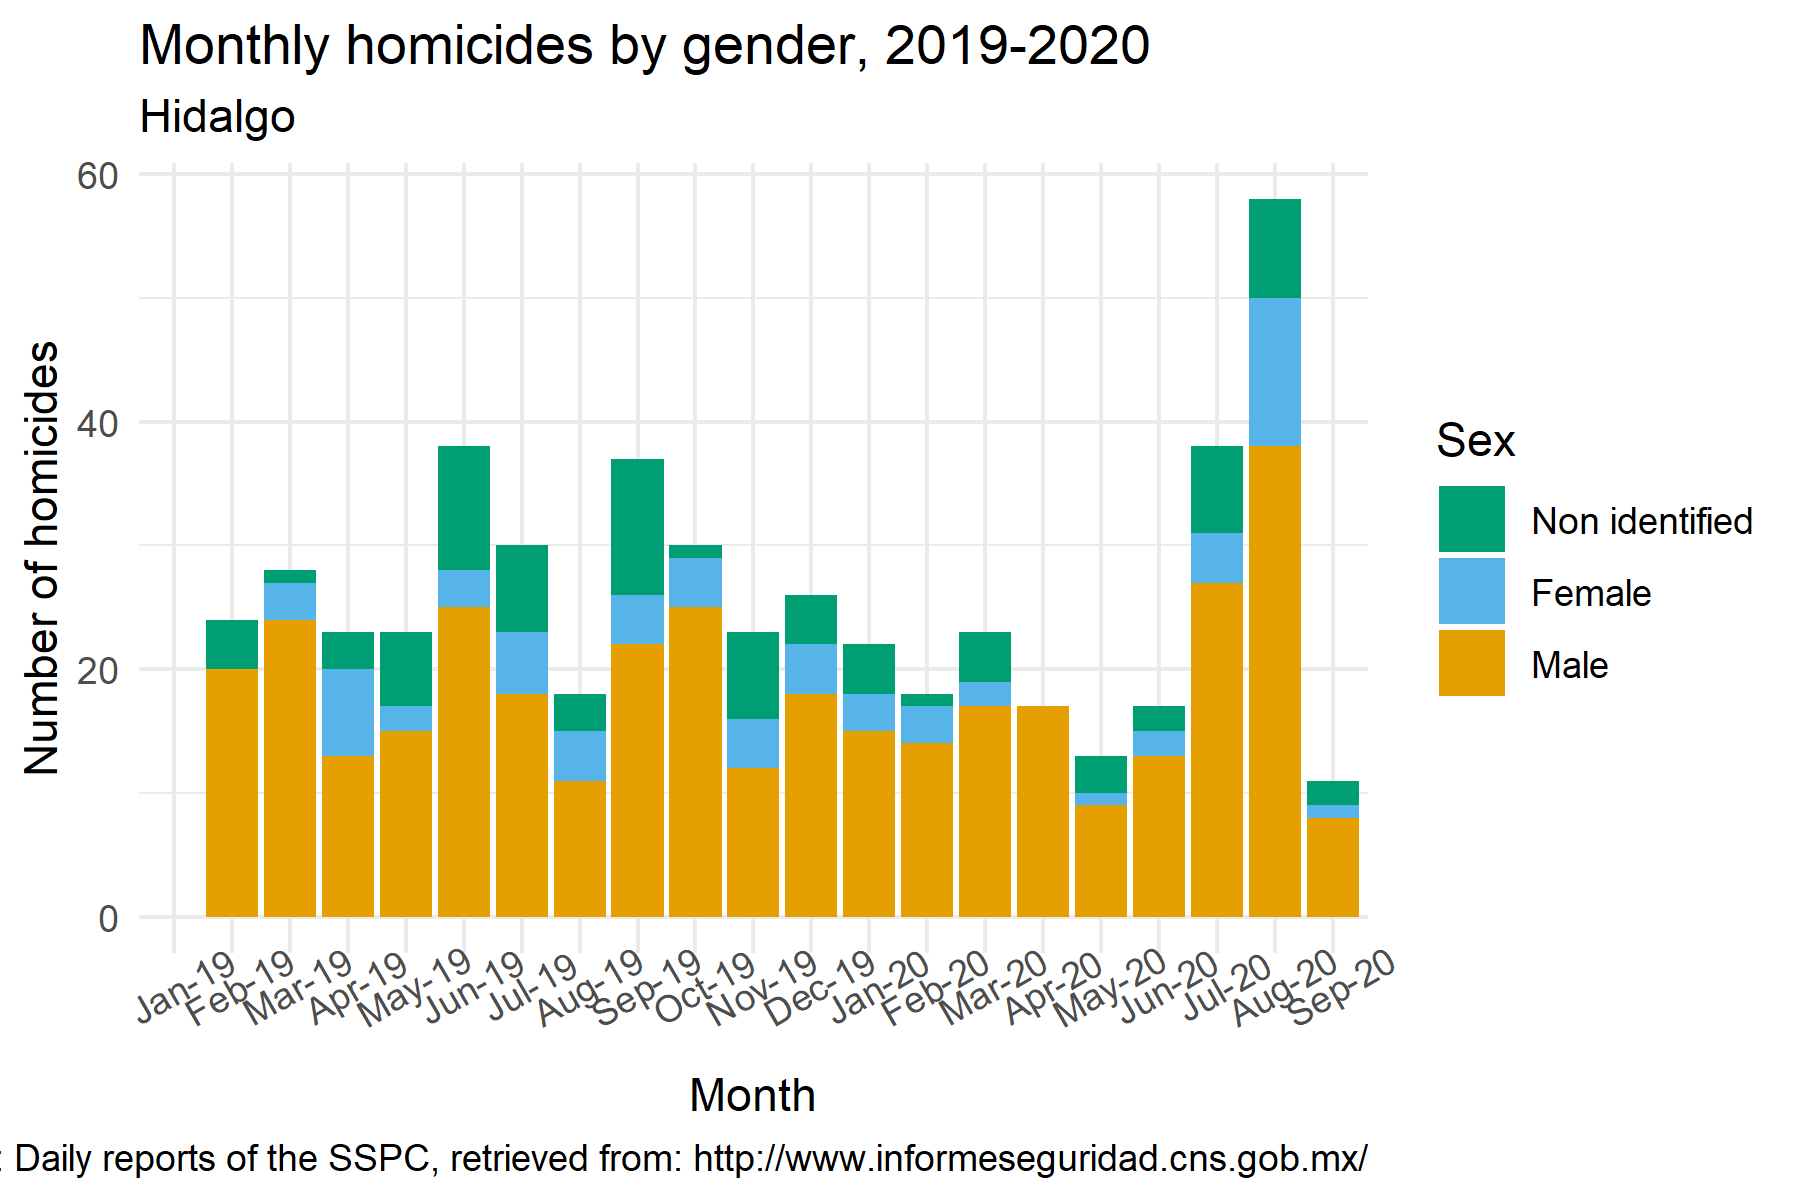 Monthly homicides by gender, 2019-2020
Hidalgo
60
40
20
0
Number of homicides
Jan-19
Feb-19
Mar-19
Apr-19
May-19
Jun-19
Jul-19
Aug-19
Sep-19
Oct-19
Nov-19
Dec-19
Jan-20
Feb-20
Mar-20
Apr-20
May-20
Jun-20
Jul-20
Aug-20
Sep-20
Month
Sex
Non identified
Female
Male
: Daily reports of the SSPC, retrieved from: http://www.informeseguridad.cns.gob.mx/